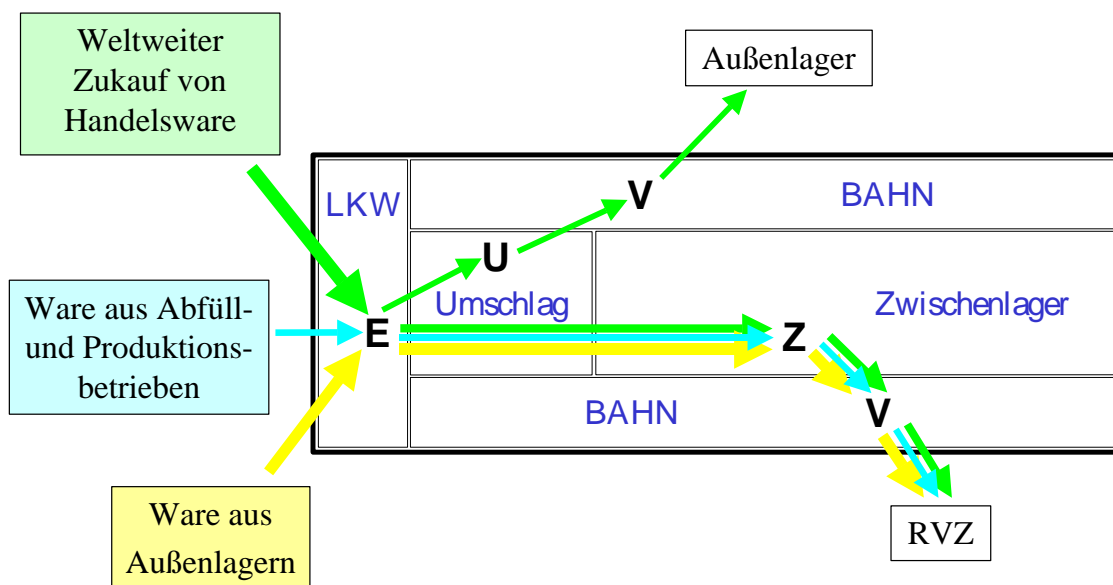 Weltweiter
Zukauf von
Handelsware
Außenlager
LKW
V
BAHN
U
Ware aus Abfüll-
und Produktions-
betrieben
E
Umschlag
Zwischenlager
Z
BAHN
V
Ware aus
Außenlagern
RVZ